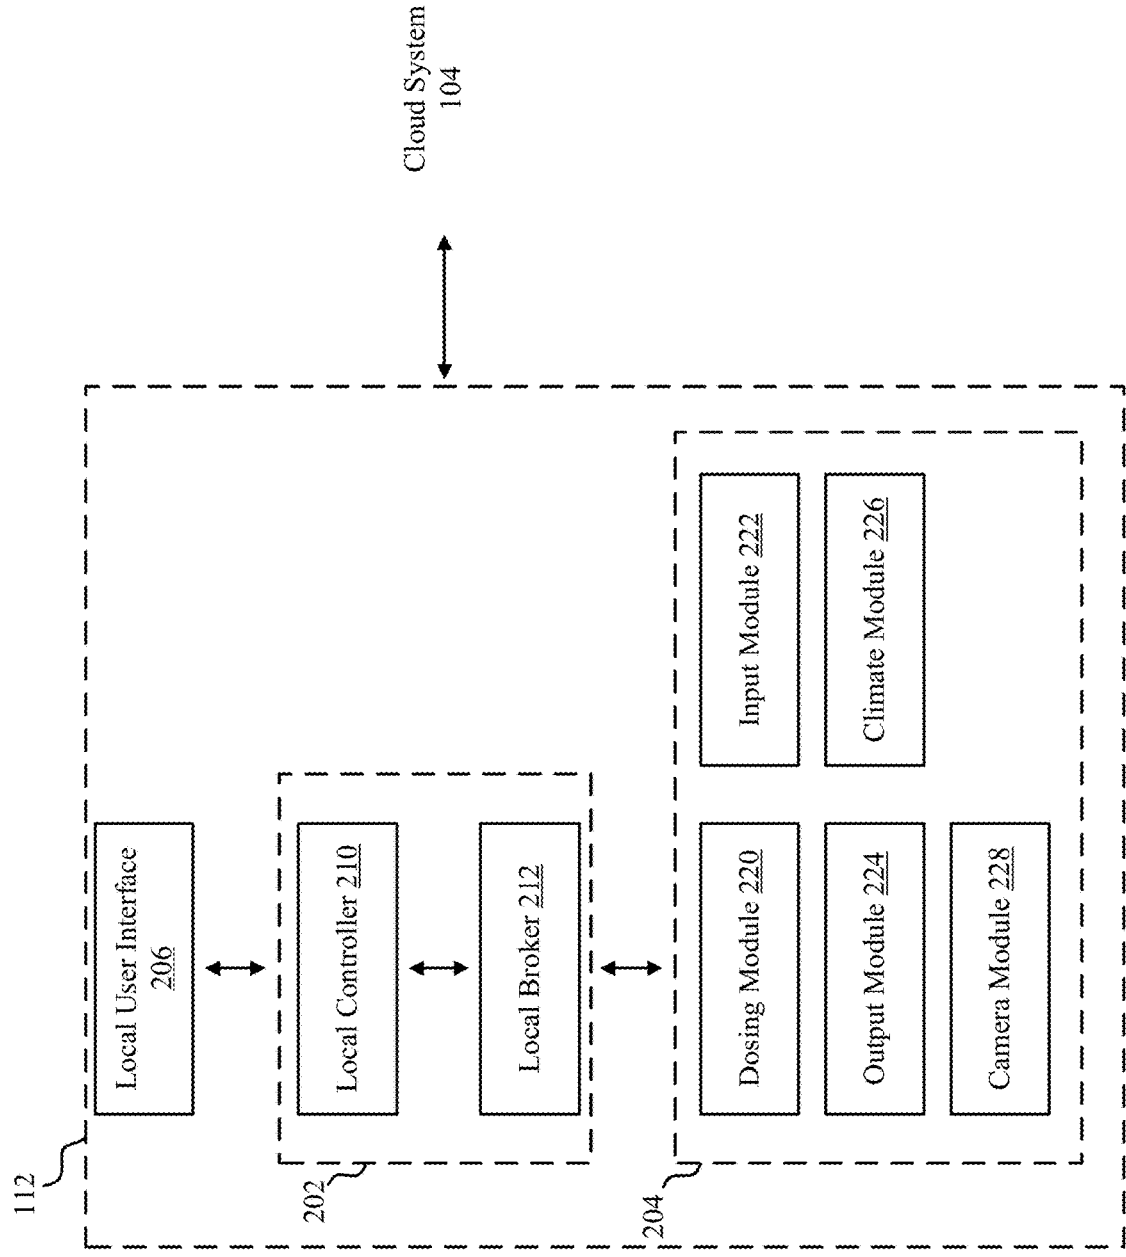 112
Local User Interface
206
202
Local Controller 210
Local Broker 212
204
Dosing Module 220
Input Module 222
Output Module 224
Climate Module 226
Camera Module 228
Cloud System
104